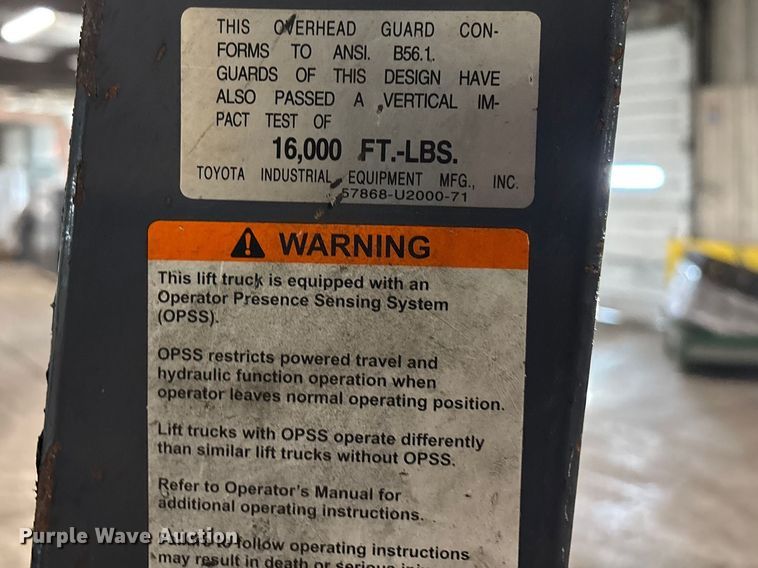 THIS OVERHEAD GUARD CON-
FORMS TO ANSI. B56.1.
GUARDS OF THIS DESIGN HAVE
ALSO PASSED A VERTICAL IM-
PACT TEST OF
16,000 FT.-LBS.
TOYOTA INDUSTRIAL EQUIPMENT MFG., INC.
57868-U2000-71
WARNING
This lift truck is equipped with an
Operator Presence Sensing System
(OPSS).
OPSS restricts powered travel and
hydraulic function operation when
operator leaves normal operating position.
Lift trucks with OPSS operate differently
than similar lift trucks without OPSS.
Refer to Operator's Manual for
additional operating instructions.
to follow operating instructions
may result in death or serious
Purple Wave Auction